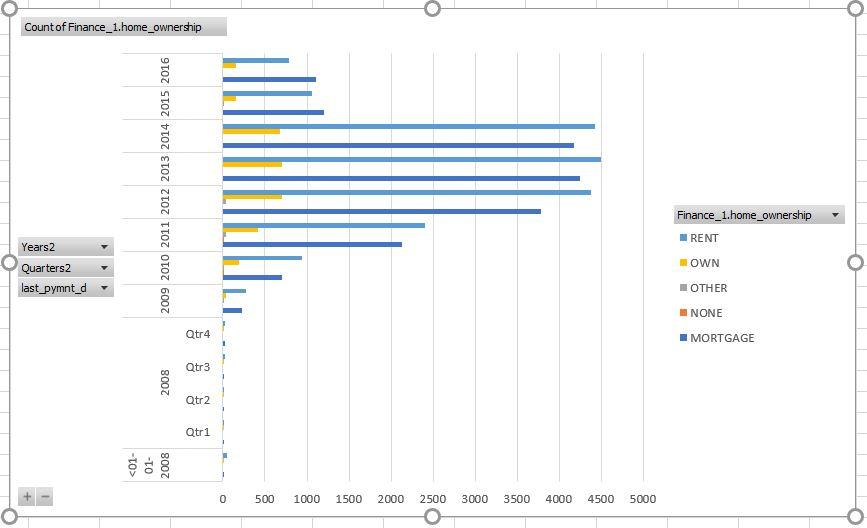 Count of Finance_1.home_ownership
2016
2015
2014
2013
2012
2011
2010
2009
Qtr4
Qtr3
2008
Qtr2
Qtr1
<01-
01-
2008
0 500 1000 1500 2000 2500 3000 3500 4000 4500 5000
Years2
Quarters2
last_pymnt_d
Finance_1.home_ownership
RENT
OWN
OTHER
NONE
MORTGAGE
+ −